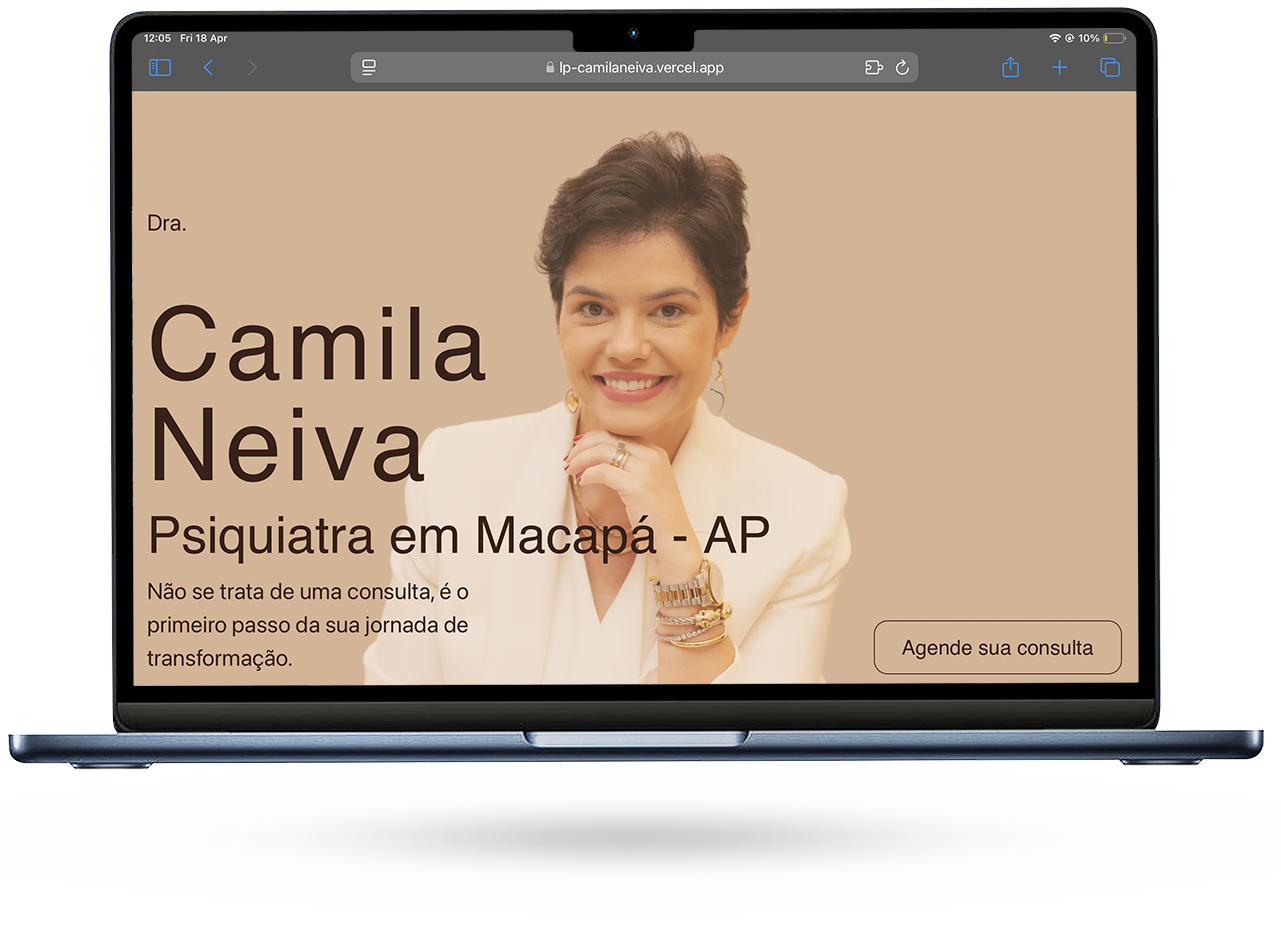 12:05 Fri 18 Apr
10%
lp-camilaneiva.vercel.app
Dra.
Camila
Neiva
Psiquiatra em Macapá - AP
Não se trata de uma consulta, é o
primeiro passo da sua jornada de
transformação.
Agende sua consulta